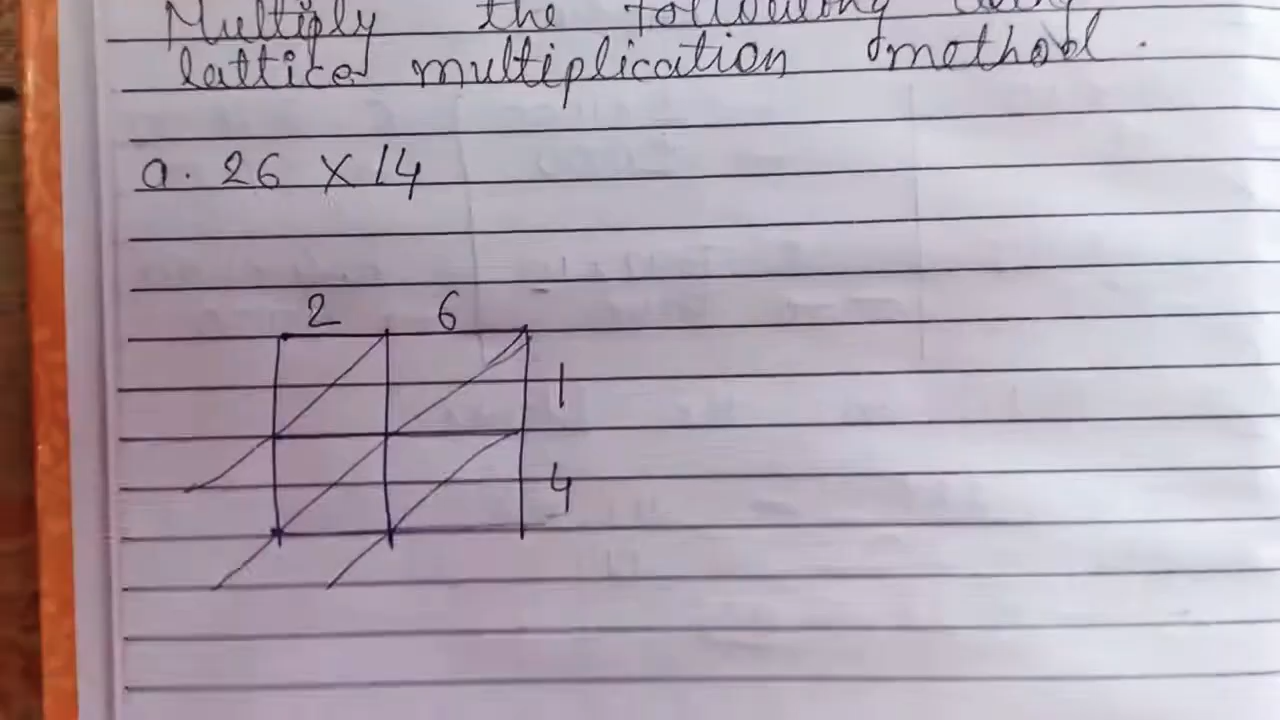 Multiply the following using
lattice multiplication method.
a. 26 X 14
2 6
1
4